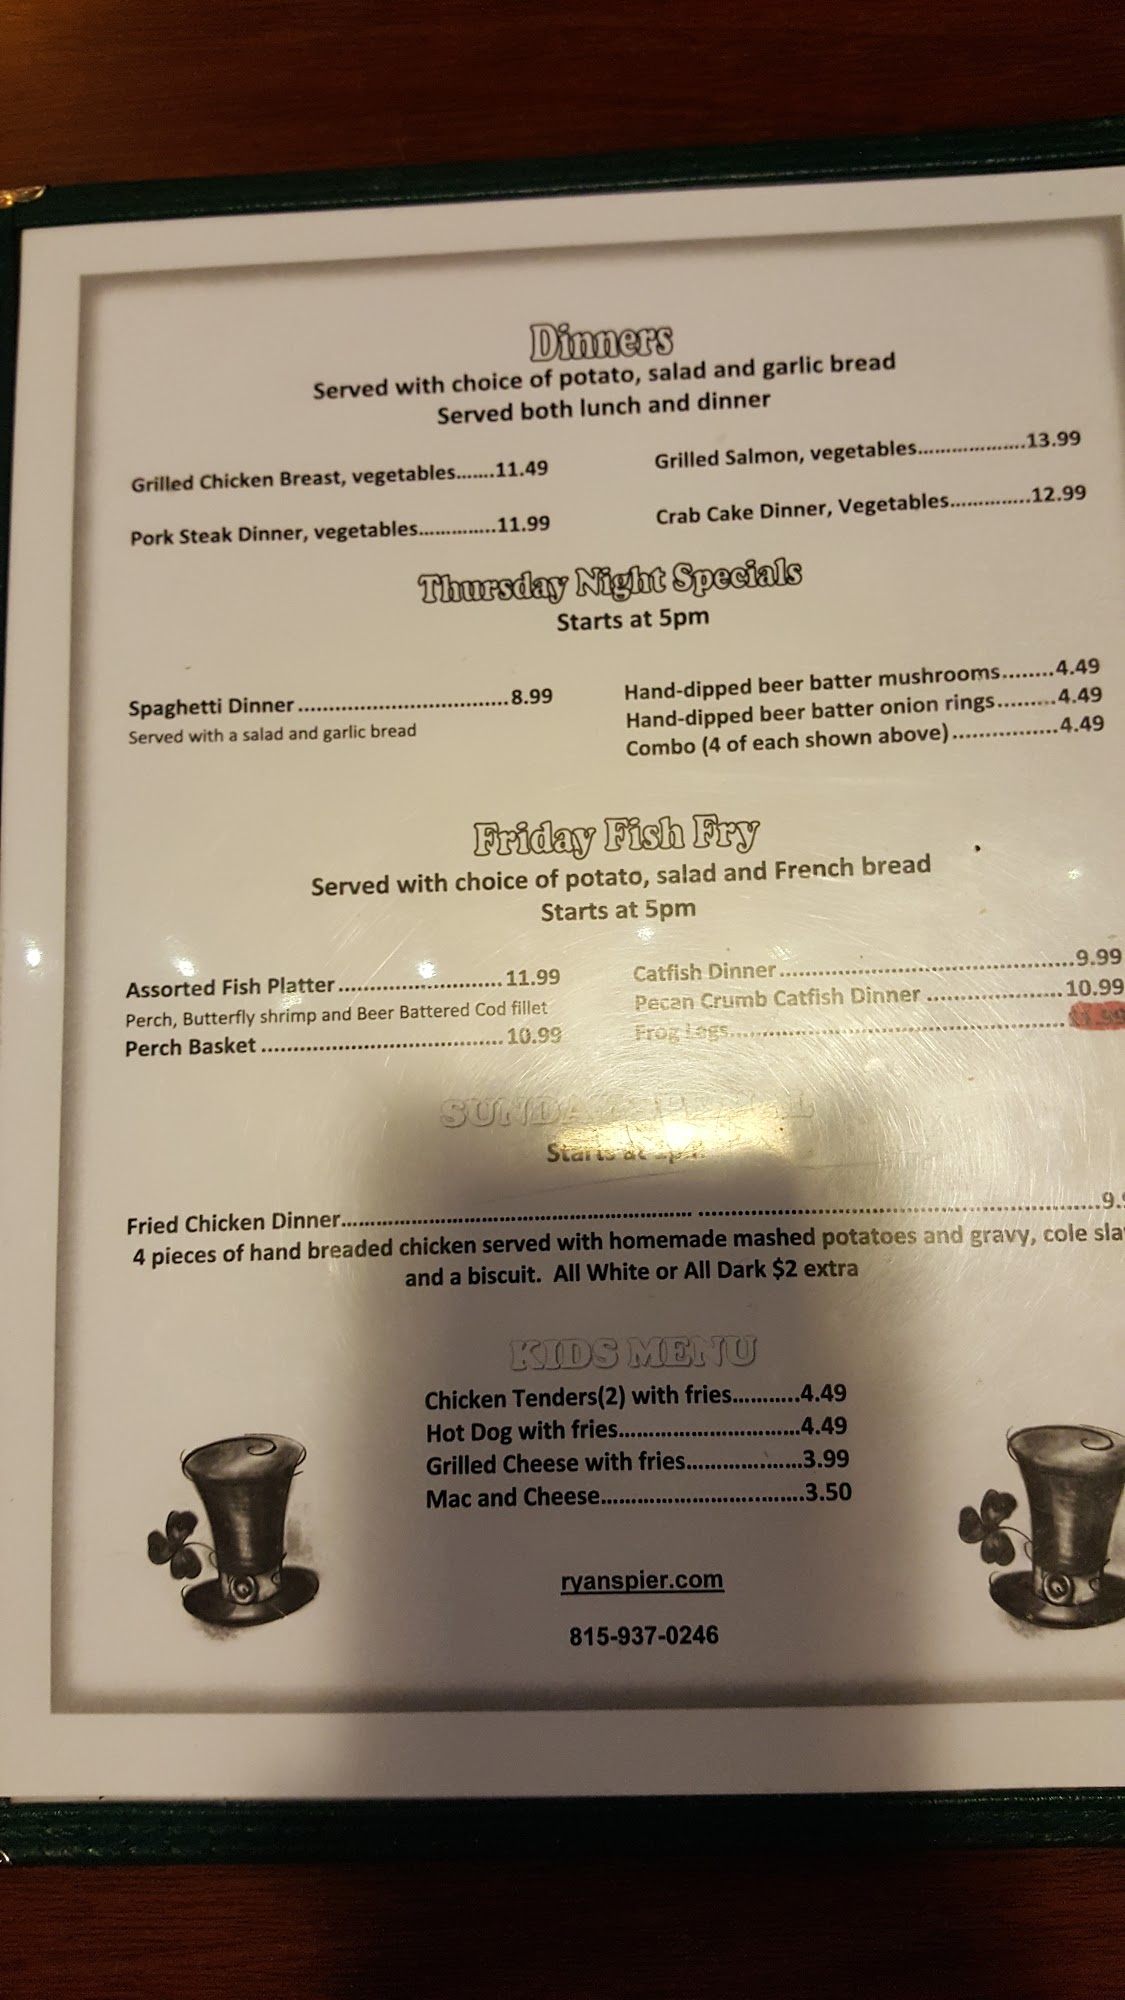 Dinners
Served with choice of potato, salad and garlic bread
Served both lunch and dinner
Grilled Chicken Breast, vegetables.......11.49
Pork Steak Dinner, vegetables..............11.99
Grilled Salmon, vegetables....................13.99
Crab Cake Dinner, Vegetables..............12.99
Thursday Night Specials
Starts at 5pm
Spaghetti Dinner..................................8.99
Served with a salad and garlic bread
Hand-dipped beer batter mushrooms........4.49
Hand-dipped beer batter onion rings.........4.49
Combo (4 of each shown above).................4.49
Friday Fish Fry
Served with choice of potato, salad and French bread
Starts at 5pm
Assorted Fish Platter..........................11.99
Perch, Butterfly shrimp and Beer Battered Cod fillet
Perch Basket.......................................10.99
Catfish Dinner...............................................9.99
Pecan Crumb Catfish Dinner......................10.99
Frog Legs......................................................
SUNDAY SPECIAL
Starts at
Fried Chicken Dinner.................................................................................................9.
4 pieces of hand breaded chicken served with homemade mashed potatoes and gravy, cole sla
and a biscuit. All White or All Dark $2 extra
KIDS MENU
Chicken Tenders(2) with fries...........4.49
Hot Dog with fries.............................4.49
Grilled Cheese with fries...................3.99
Mac and Cheese.................................3.50
ryanspier.com
815-937-0246